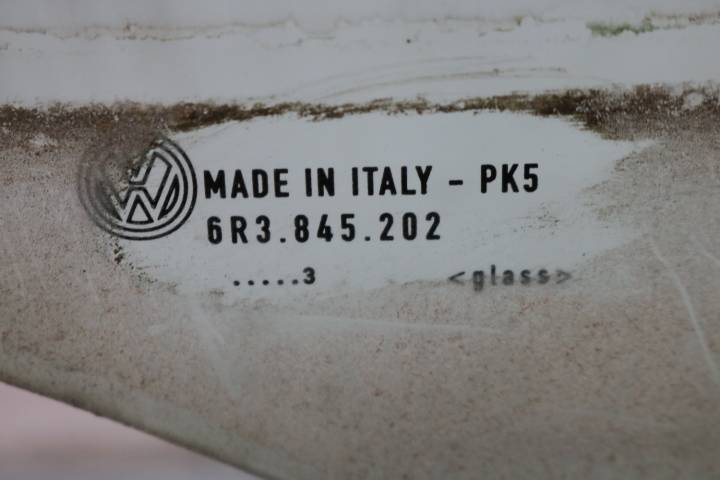 MADE IN ITALY - PK5
6R3.845.202
.....3 <glass>